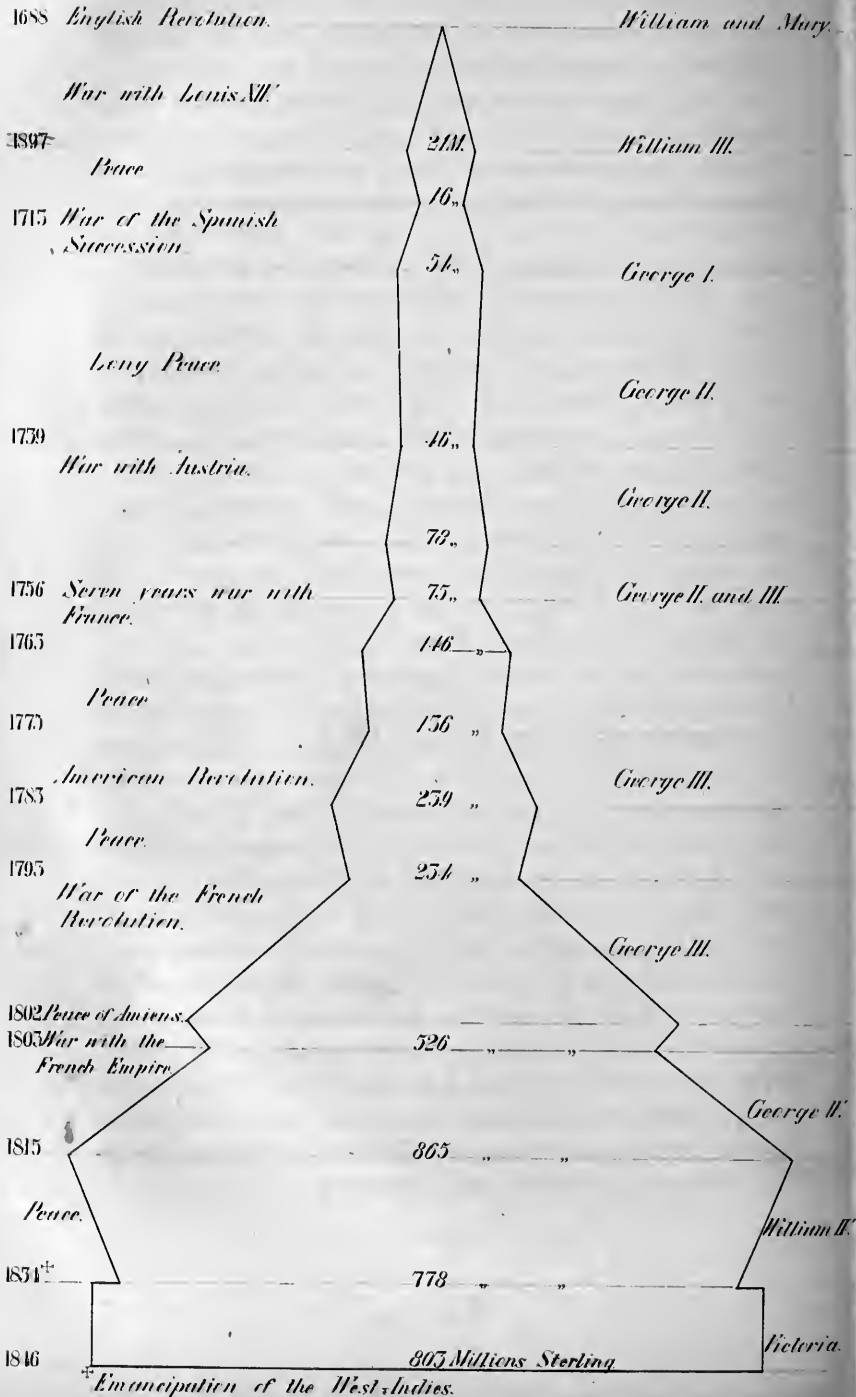 1688 English Revolution. William and Mary.
War with Louis XIV.
1897 21M. William III.
Peace
16 „
1713 War of the Spanish
Succession
54 „ George I.
Long Peace.
George II.
1739 46 „
War with Austria.
George II.
78 „
1756 Seven years war with 75 „ George II. and III.
France.
1763 146 „
Peace
1775 136 „
American Revolution. George III.
1783 239 „
Peace.
1793 234 „
War of the French
Revolution.
George III.
1802 Peace of Amiens.
1803 War with the 526 „ „
French Empire.
George IV.
1815 865 „ „
Peace. William IV.
1834+ 778 „ „
Victoria.
1846 803 Millions Sterling
+ Emancipation of the West-Indies.